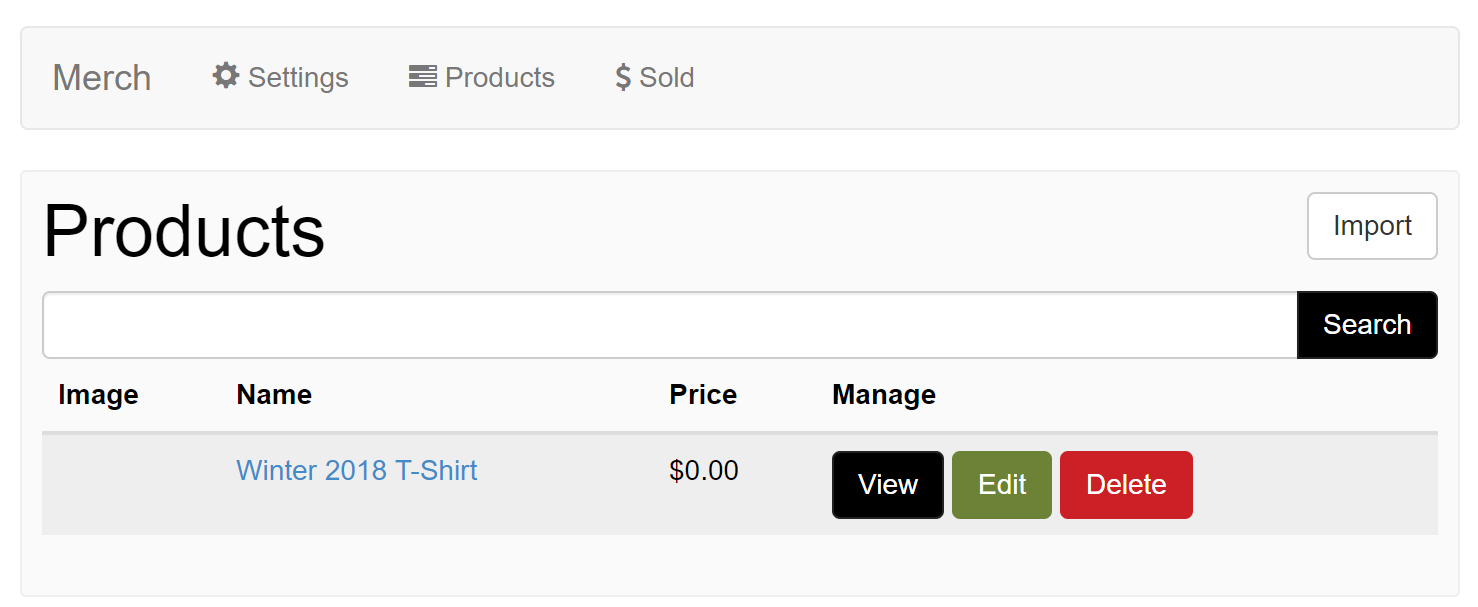 Merch Settings Products $ Sold
Products
Import
Search
Image Name Price Manage
Winter 2018 T-Shirt $0.00 View Edit Delete